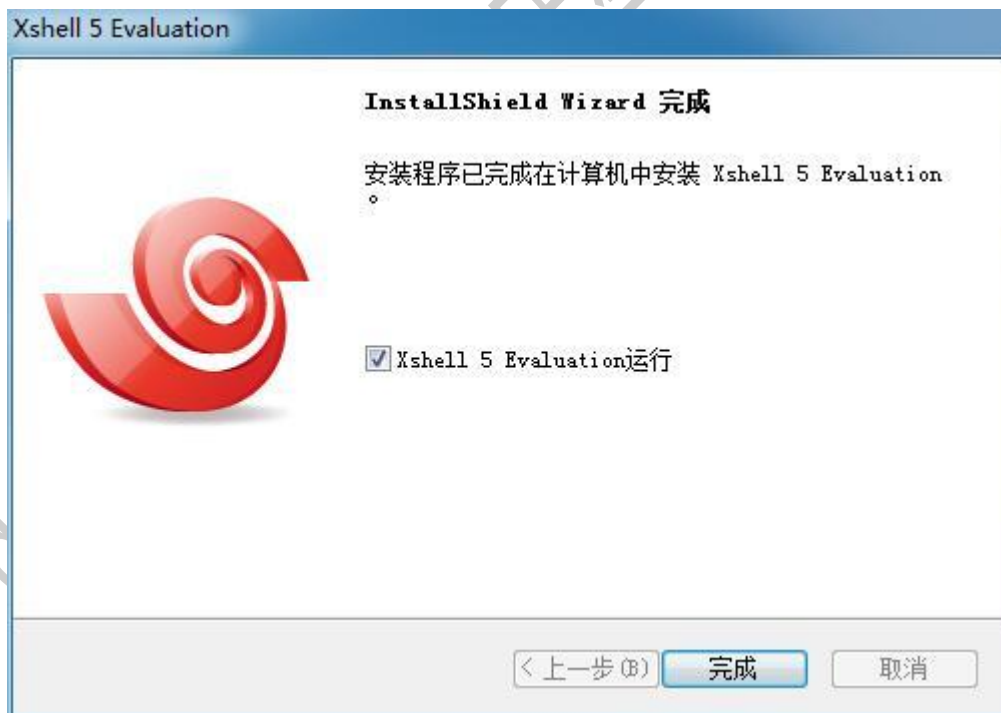 Xshell 5 Evaluation
InstallShield Wizard 完成
安装程序已完成在计算机中安装 Xshell 5 Evaluation
。
Xshell 5 Evaluation运行
< 上一步(B)
完成
取消